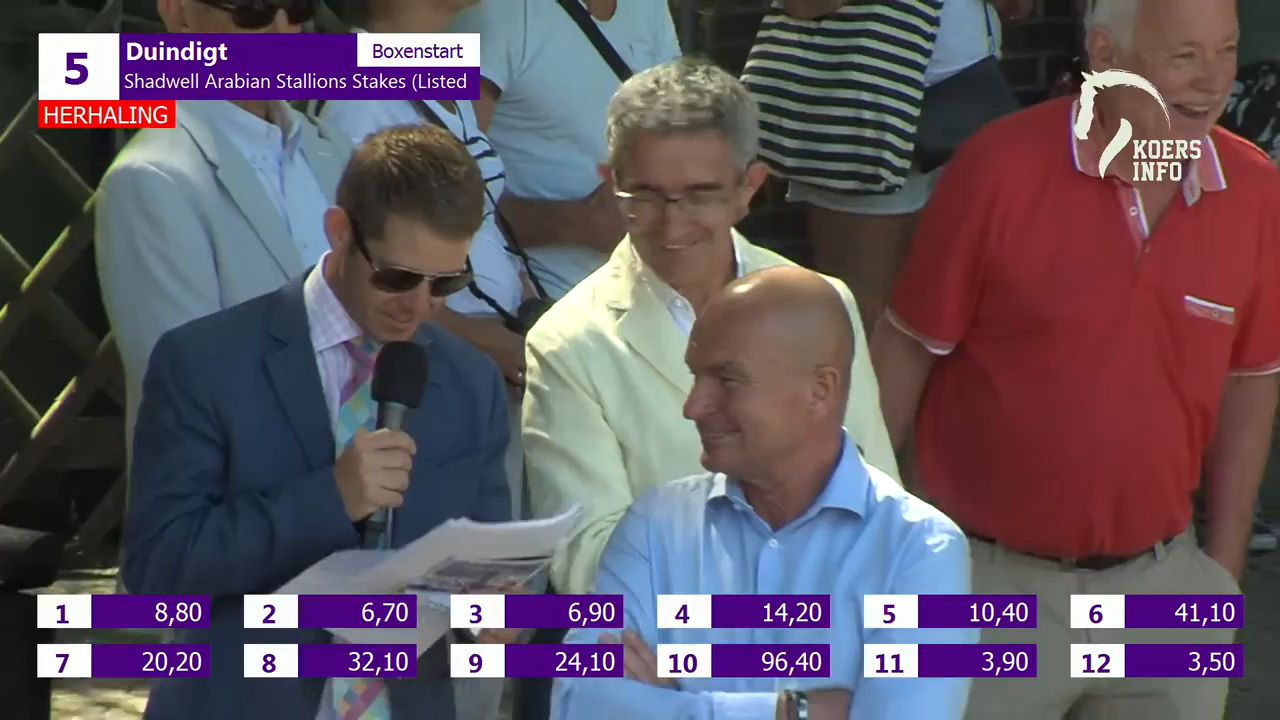 5
Duindigt
Boxenstart
Shadwell Arabian Stallions Stakes (Listed
HERHALING
KOERS
INFO
1 8,80 2 6,70 3 6,90 4 14,20 5 10,40 6 41,10
7 20,20 8 32,10 9 24,10 10 96,40 11 3,90 12 3,50